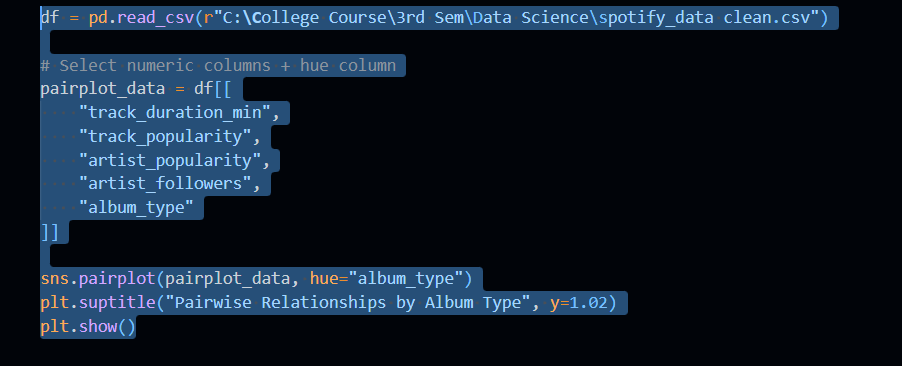 df = pd.read_csv(r"C:\College Course\3rd Sem\Data Science\spotify_data clean.csv")
# Select numeric columns + hue column
pairplot_data = df[[
    "track_duration_min",
    "track_popularity",
    "artist_popularity",
    "artist_followers",
    "album_type"
]]
sns.pairplot(pairplot_data, hue="album_type")
plt.suptitle("Pairwise Relationships by Album Type", y=1.02)
plt.show()